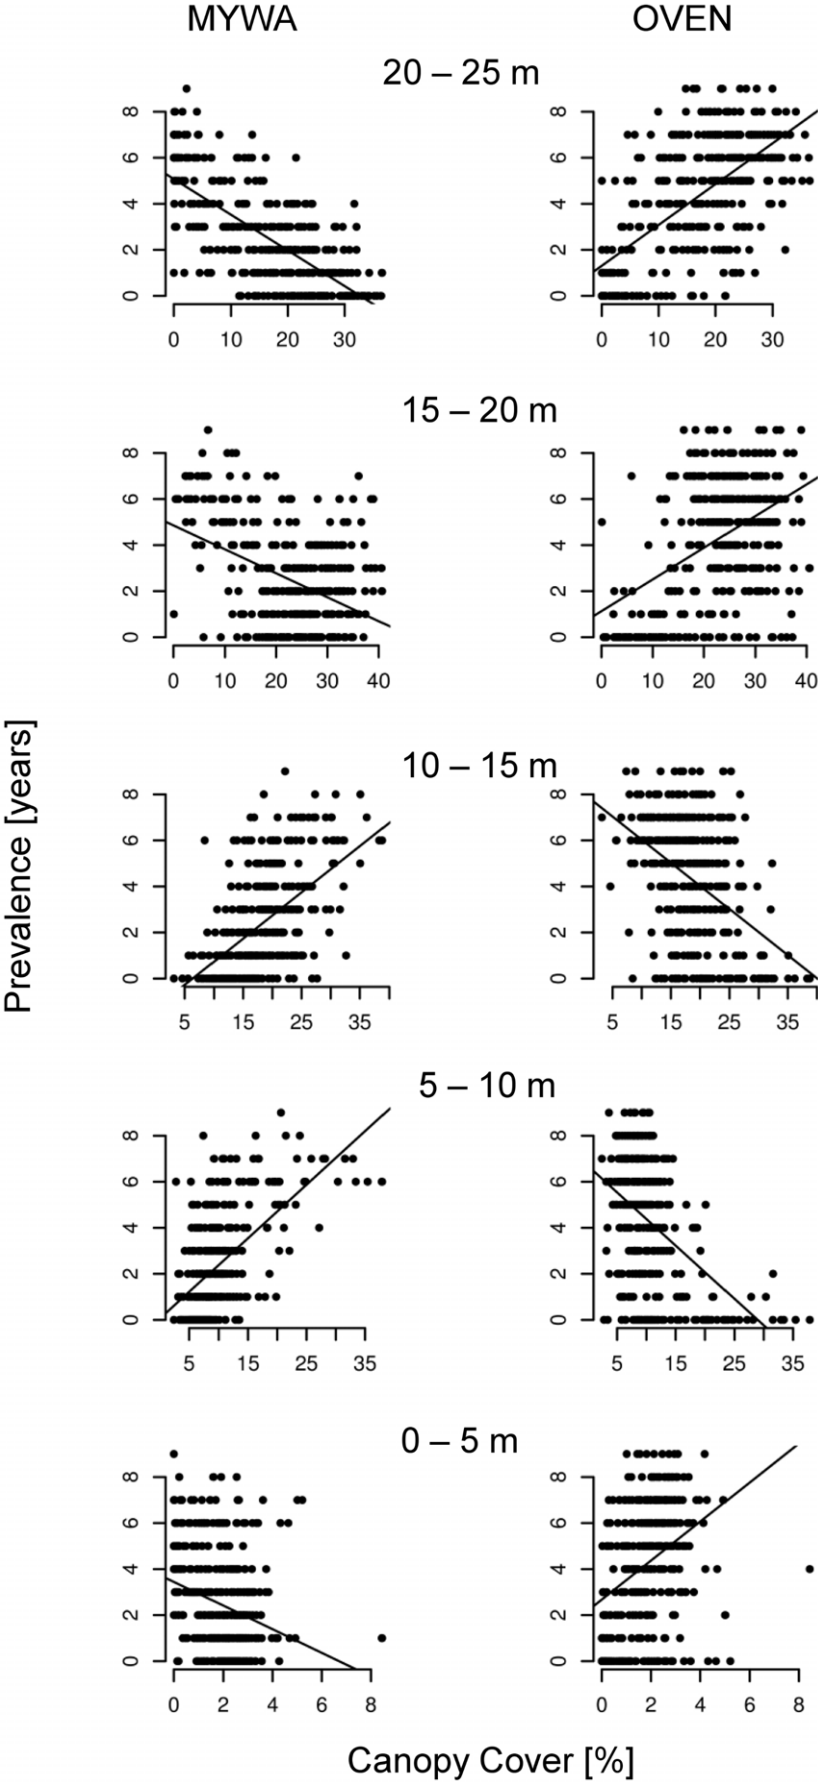 MYWA OVEN
20 – 25 m
8 8
6 6
4 4
2 2
0 0
0 10 20 30 0 10 20 30
15 – 20 m
8 8
6 6
4 4
2 2
0 0
0 10 20 30 40 0 10 20 30 40
Prevalence [years]
10 – 15 m
8 8
6 6
4 4
2 2
0 0
5 15 25 35 5 15 25 35
5 – 10 m
8 8
6 6
4 4
2 2
0 0
5 15 25 35 5 15 25 35
0 – 5 m
8 8
6 6
4 4
2 2
0 0
0 2 4 6 8 0 2 4 6 8
Canopy Cover [%]